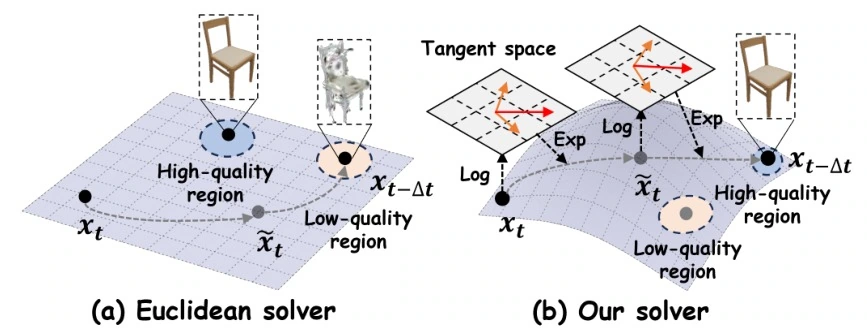 High-quality
region
x_t
x̃_t
x_{t−Δt}
Low-quality
region
(a) Euclidean solver
Tangent space
Log
Exp
Log
Exp
x_t
x̃_t
x_{t−Δt}
High-quality
region
Low-quality
region
(b) Our solver